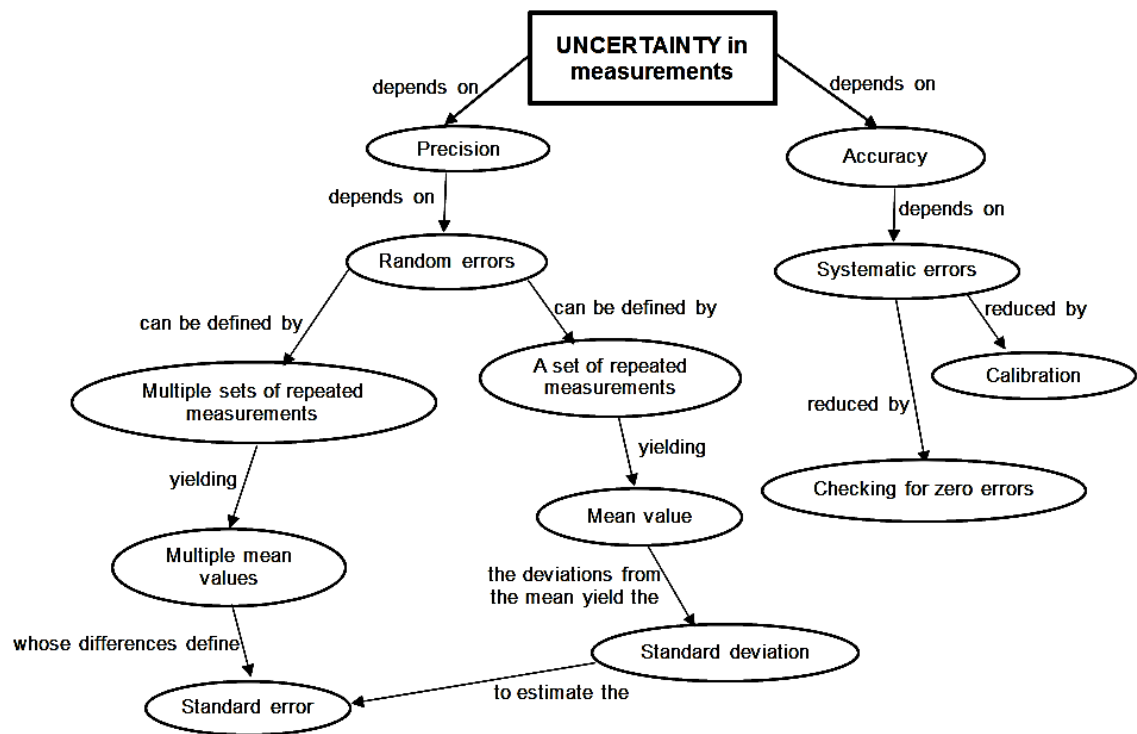 UNCERTAINTY in
measurements
depends on
depends on
Precision
Accuracy
depends on
depends on
Random errors
Systematic errors
can be defined by
can be defined by
reduced by
Multiple sets of repeated
measurements
A set of repeated
measurements
Calibration
reduced by
yielding
yielding
Checking for zero errors
Mean value
Multiple mean
values
the deviations from
the mean yield the
whose differences define
Standard deviation
to estimate the
Standard error